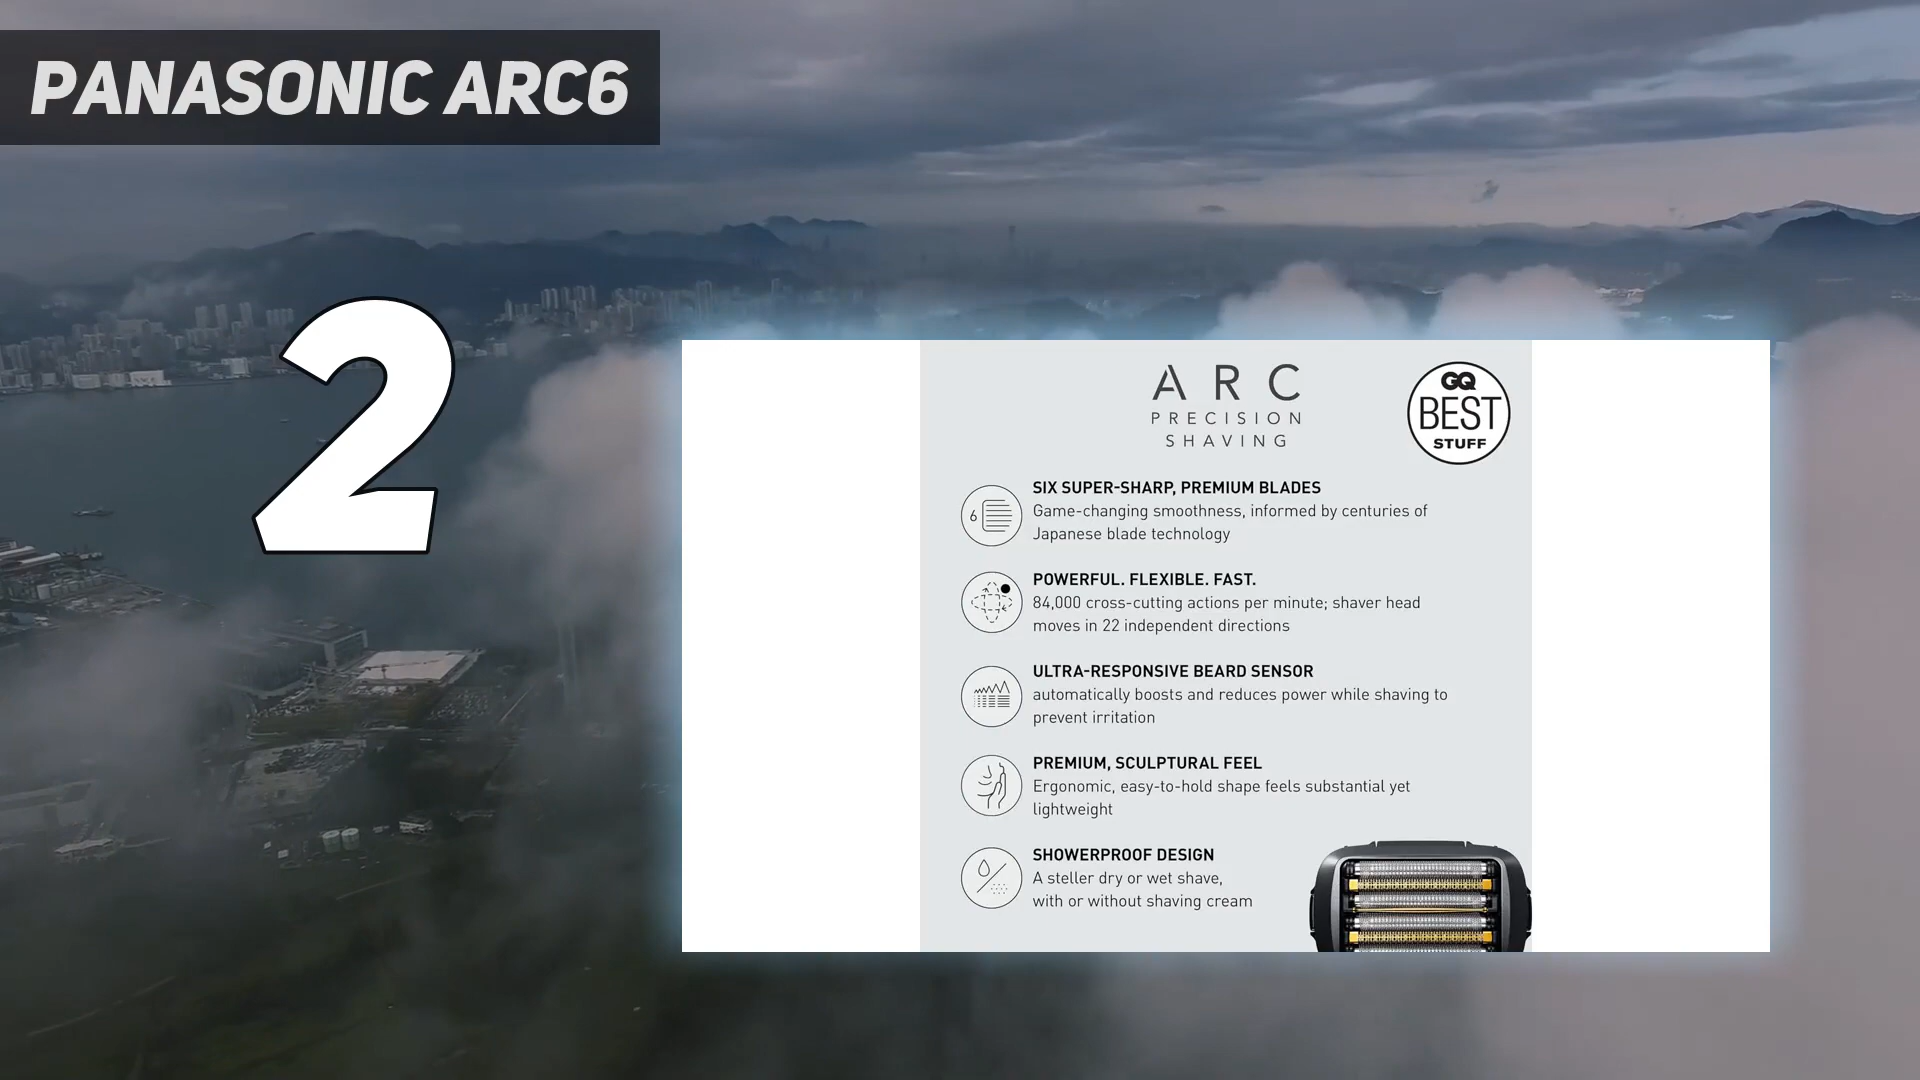 PANASONIC ARC6
2
ARC
PRECISION
SHAVING
GQ
BEST
STUFF
SIX SUPER-SHARP, PREMIUM BLADES
6
Game-changing smoothness, informed by centuries of
Japanese blade technology
POWERFUL. FLEXIBLE. FAST.
84,000 cross-cutting actions per minute; shaver head
moves in 22 independent directions
ULTRA-RESPONSIVE BEARD SENSOR
automatically boosts and reduces power while shaving to
prevent irritation
PREMIUM, SCULPTURAL FEEL
Ergonomic, easy-to-hold shape feels substantial yet
lightweight
SHOWERPROOF DESIGN
A steller dry or wet shave,
with or without shaving cream